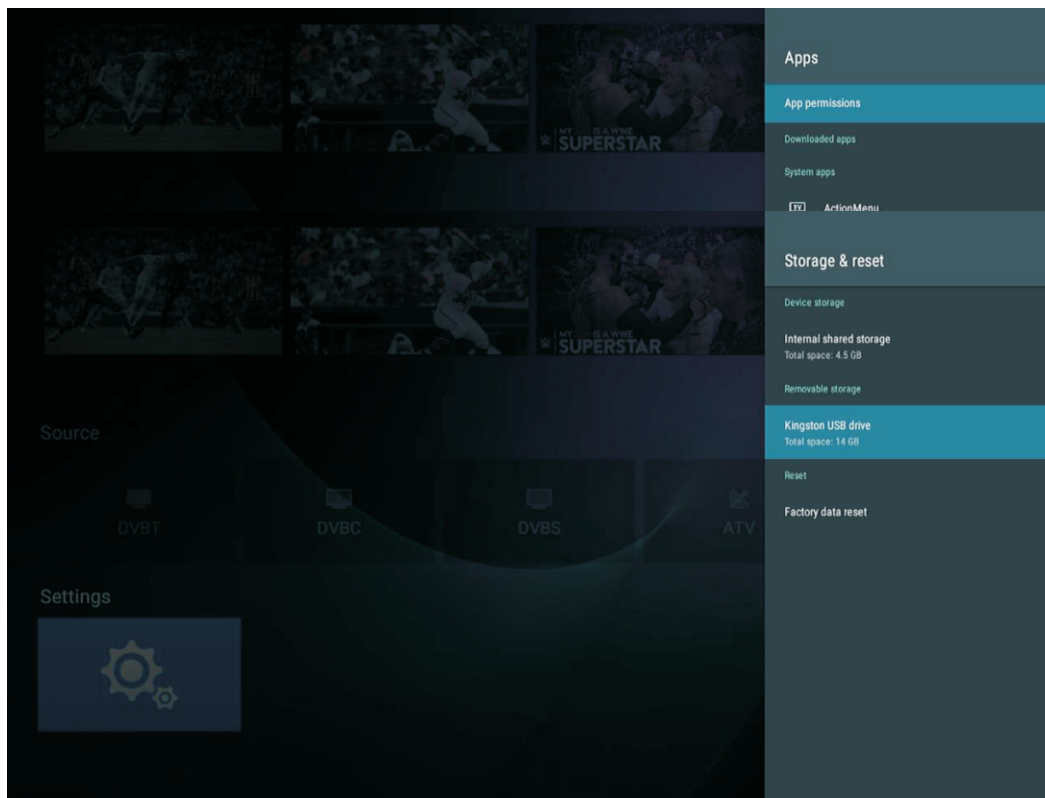 Apps
App permissions
Downloaded apps
System apps
TV ActionMenu
MY IS A WWE
SUPERSTAR
Storage & reset
Device storage
Internal shared storage
Total space: 4.5 GB
Removable storage
Kingston USB drive
Total space: 14 GB
Reset
Factory data reset
MY IS A WWE
SUPERSTAR
Source
DVBT
DVBC
DVBS
ATV
Settings